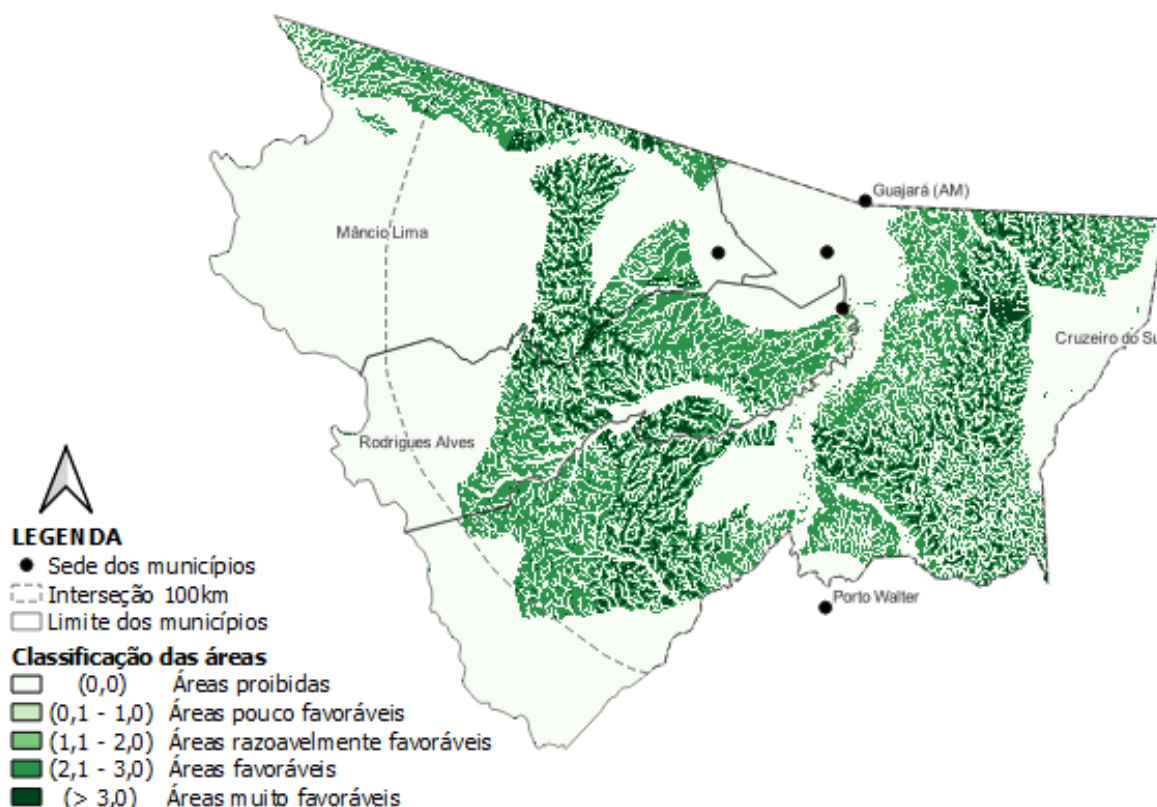 Guajará (AM)
Mâncio Lima
Cruzeiro do Su
Rodrigues Alves
Porto Walter
LEGENDA
Sede dos municípios
Interseção 100km
Limite dos municípios
Classificação das áreas
(0,0) Áreas proibidas
(0,1 - 1,0) Áreas pouco favoráveis
(1,1 - 2,0) Áreas razoavelmente favoráveis
(2,1 - 3,0) Áreas favoráveis
(> 3,0) Áreas muito favoráveis